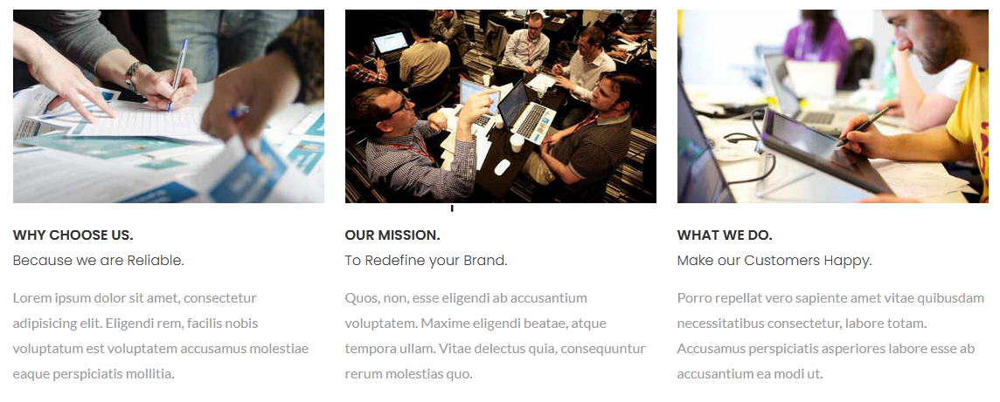 WHY CHOOSE US.
Because we are Reliable.
Lorem ipsum dolor sit amet, consectetur
adipisicing elit. Eligendi rem, facilis nobis
voluptatum est voluptatem accusamus molestiae
eaque perspiciatis mollitia.
OUR MISSION.
To Redefine your Brand.
Quos, non, esse eligendi ab accusantium
voluptatem. Maxime eligendi beatae, atque
tempora ullam. Vitae delectus quia, consequuntur
rerum molestias quo.
WHAT WE DO.
Make our Customers Happy.
Porro repellat vero sapiente amet vitae quibusdam
necessitatibus consectetur, labore totam.
Accusamus perspiciatis asperiores labore esse ab
accusantium ea modi ut.